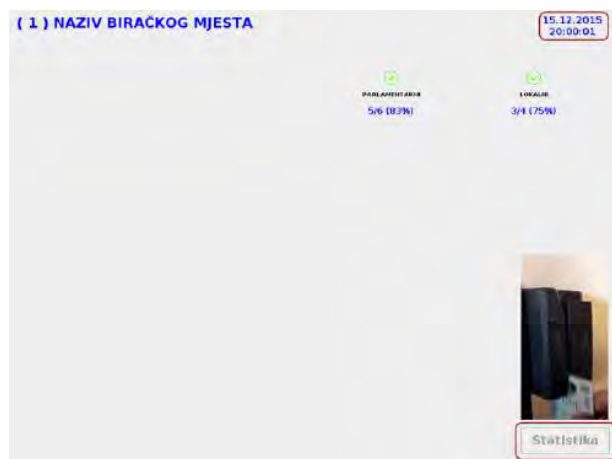 ( 1 ) NAZIV BIRAČKOG MJESTA
15.12.2015
20:00:01
PARLAMENTARNI
LOKALNI
5/6 (83%)
3/4 (75%)
Statistika